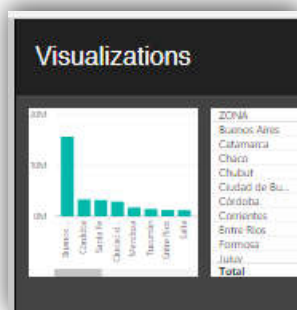 Visualizations
20M
10M
0M
Buenos ...
Córdoba
Santa Fe
Ciudad d...
Mendoza
Tucumán
Entre Ríos
Salta
ZONA
Buenos Aires
Catamarca
Chaco
Chubut
Ciudad de Bu...
Córdoba
Corrientes
Entre Ríos
Formosa
Jujuy
Total